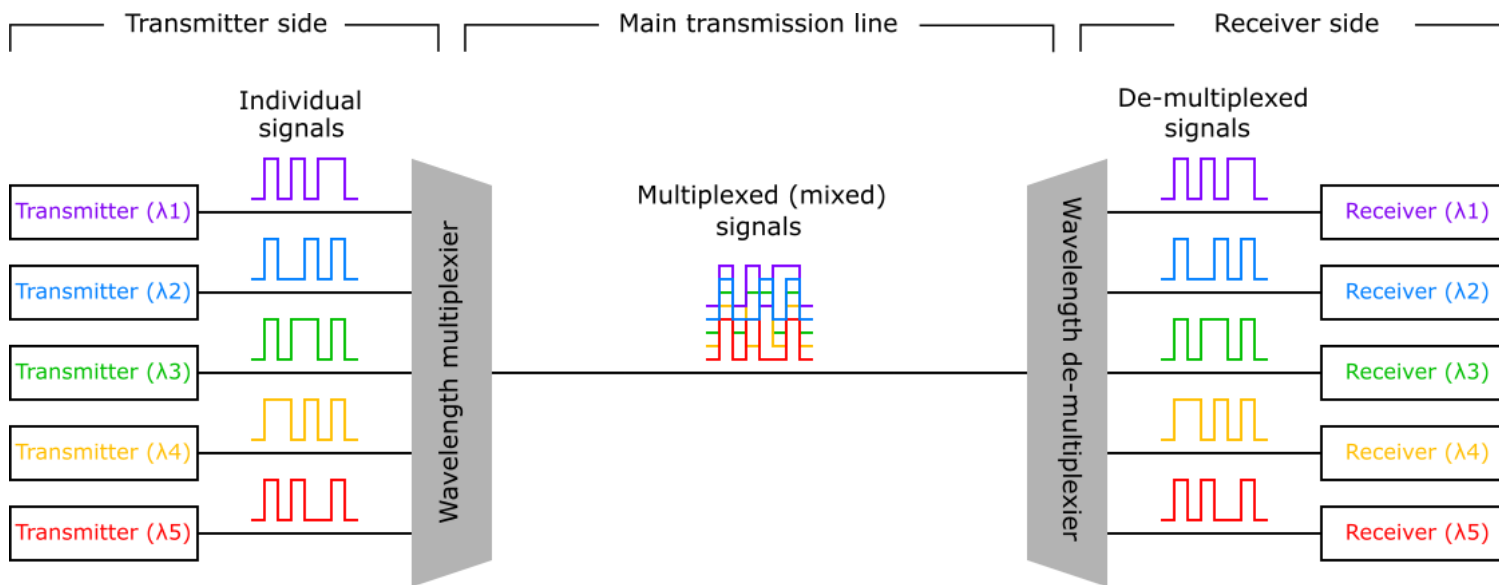 Transmitter side
Main transmission line
Receiver side
Individual
signals
De-multiplexed
signals
Multiplexed (mixed)
signals
Transmitter (λ1)
Transmitter (λ2)
Transmitter (λ3)
Transmitter (λ4)
Transmitter (λ5)
Wavelength multiplexier
Wavelength de-multiplexier
Receiver (λ1)
Receiver (λ2)
Receiver (λ3)
Receiver (λ4)
Receiver (λ5)